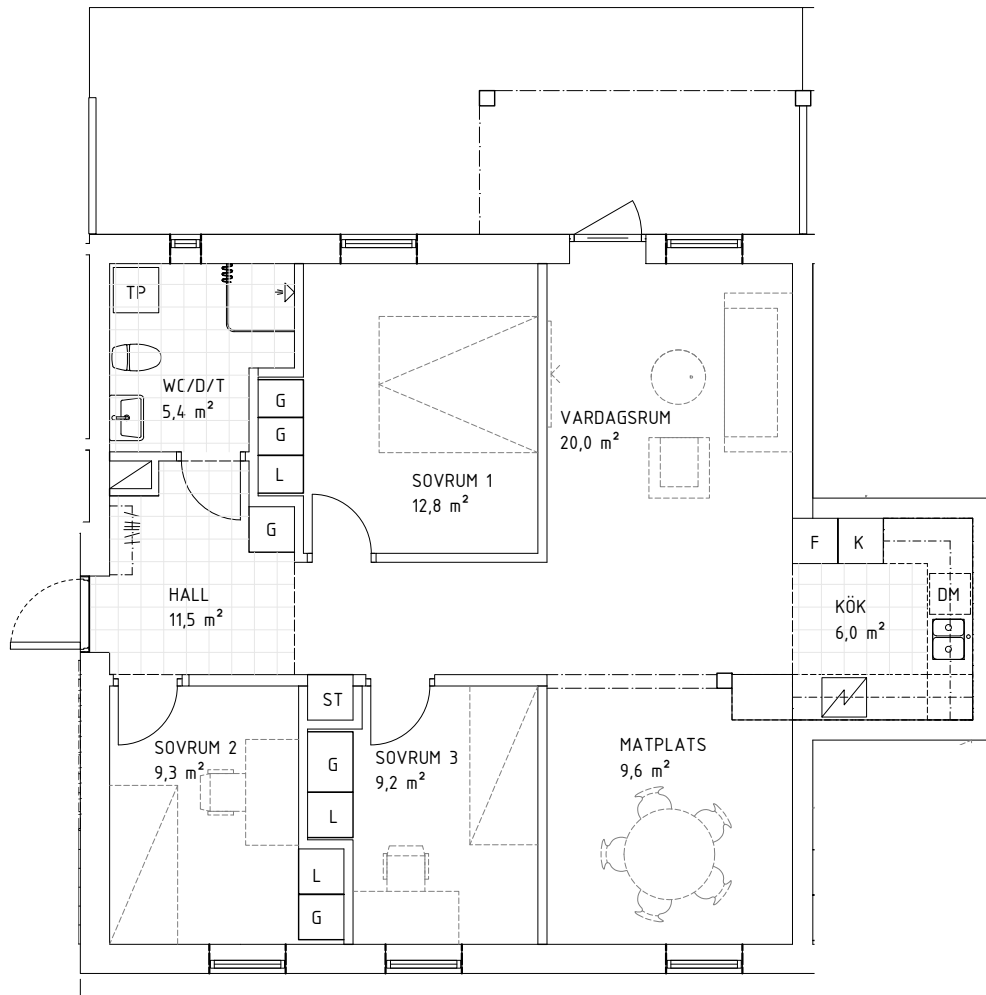 TP
WC/D/T
5,4 m²
G
G
L
G
SOVRUM 1
12,8 m²
VARDAGSRUM
20,0 m²
F
K
DM
KÖK
6,0 m²
HALL
11,5 m²
ST
SOVRUM 2
9,3 m²
G
L
L
G
SOVRUM 3
9,2 m²
MATPLATS
9,6 m²